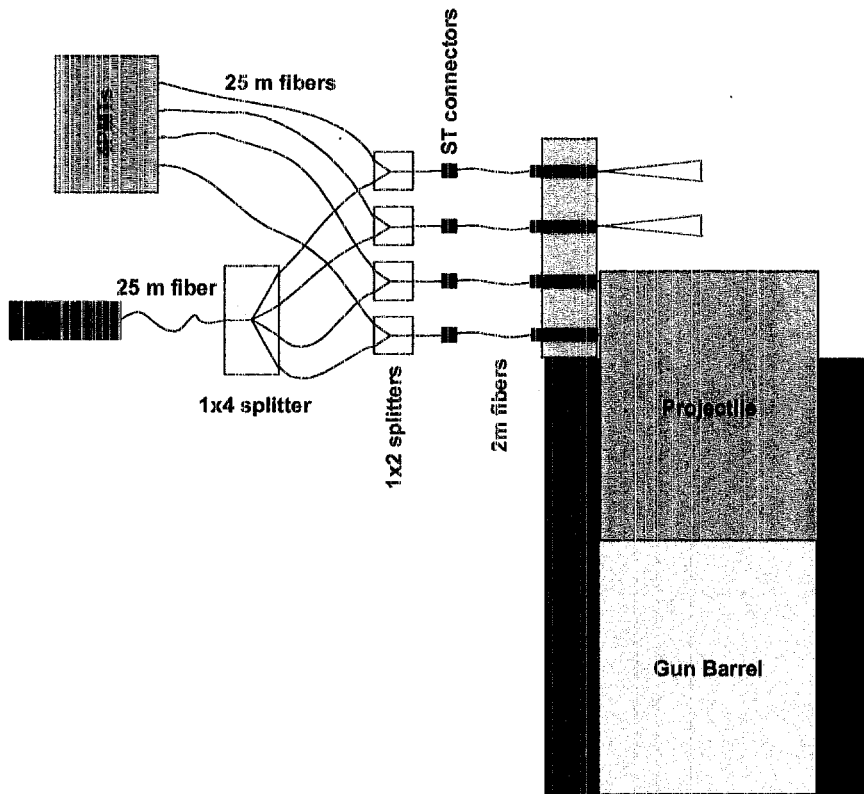 25 m fibers
ST connectors
25 m fiber
1x4 splitter
1x2 splitters
2m fibers
Projectile
Gun Barrel